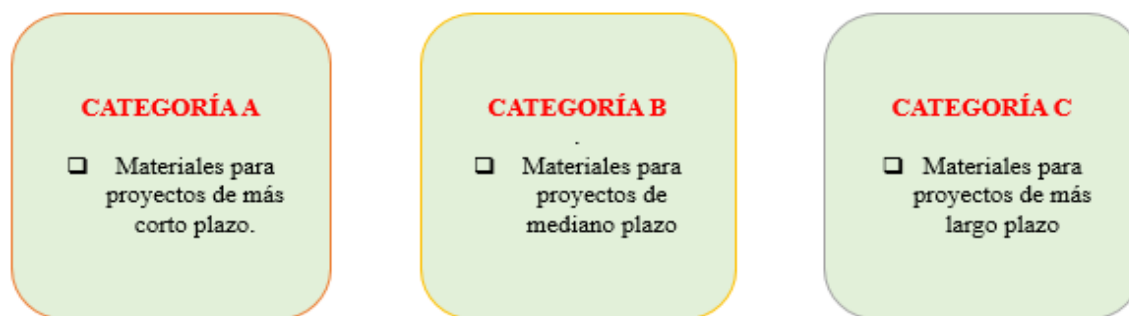 CATEGORÍA A
❑ Materiales para
proyectos de más
corto plazo.
CATEGORÍA B
.
❑ Materiales para
proyectos de
mediano plazo
CATEGORÍA C
❑ Materiales para
proyectos de más
largo plazo